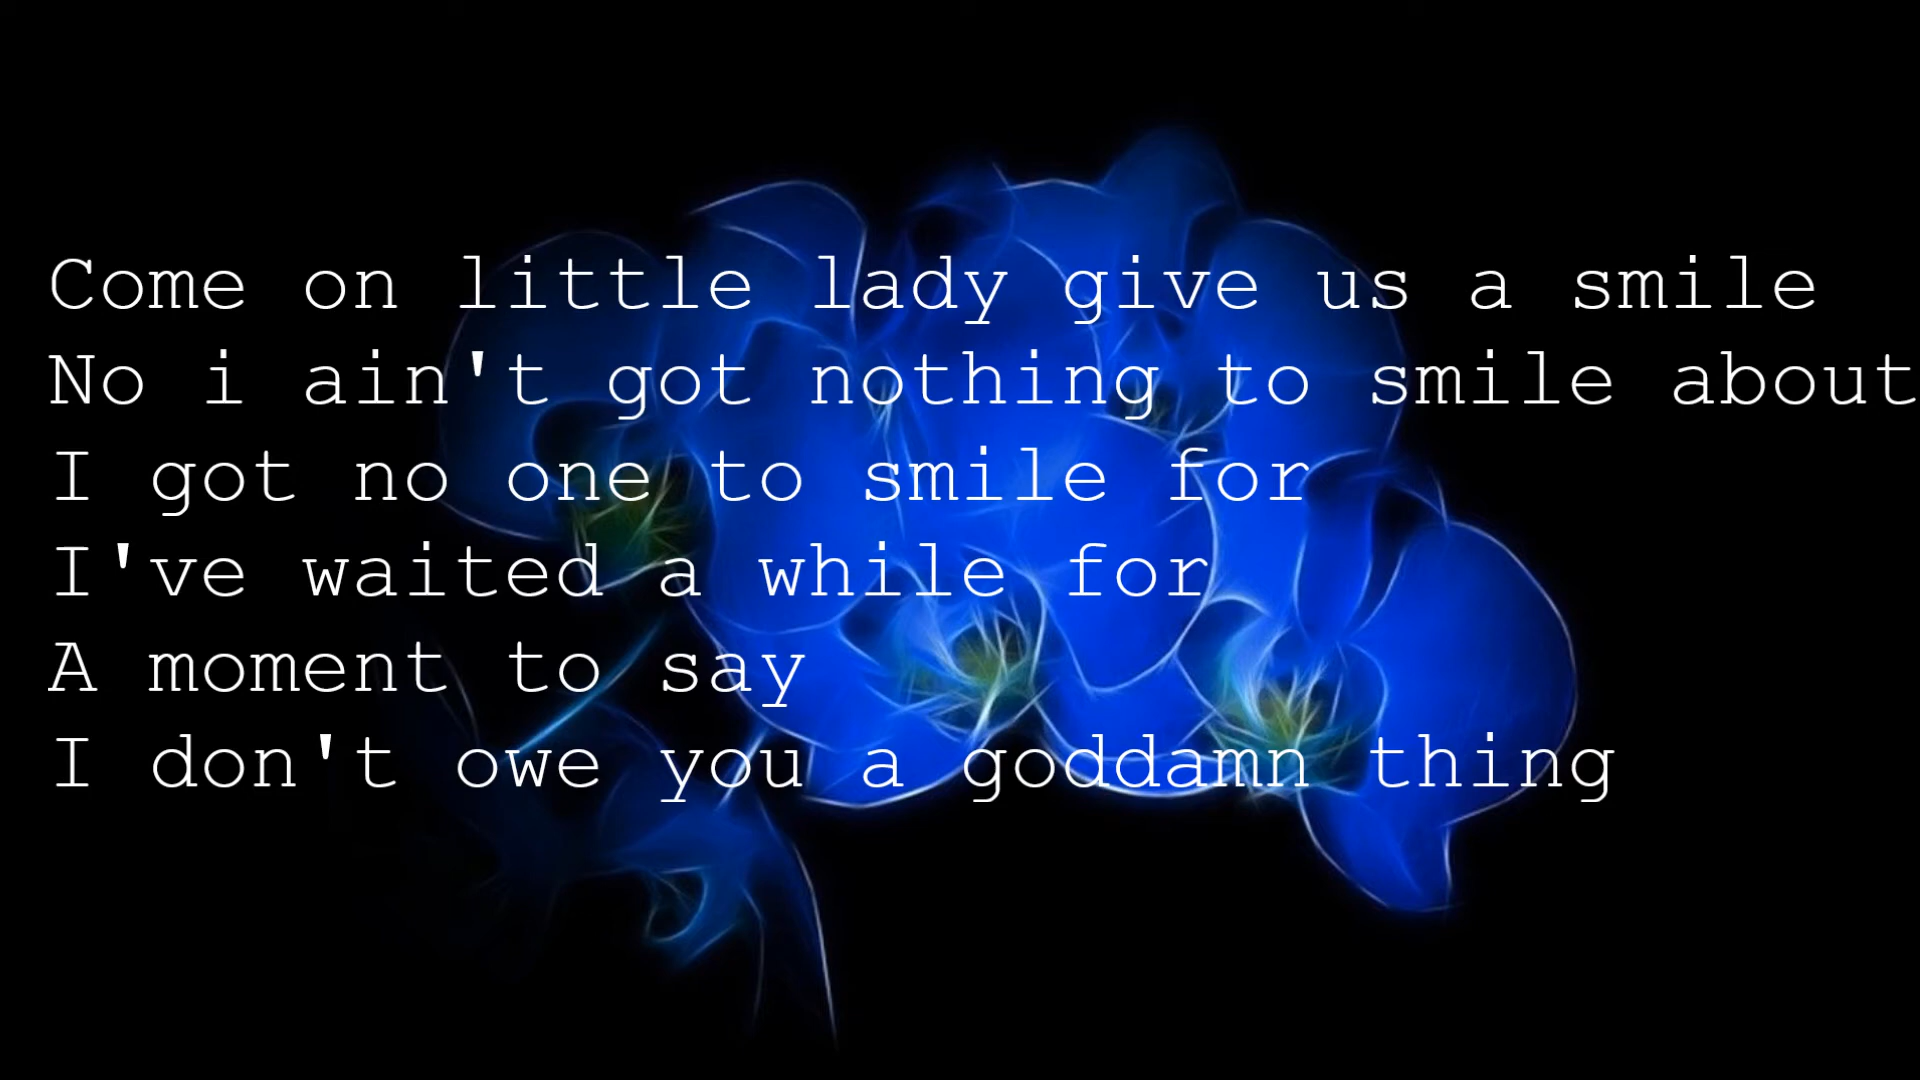 Come on little lady give us a smile
No i ain't got nothing to smile about
I got no one to smile for
I've waited a while for
A moment to say
I don't owe you a goddamn thing